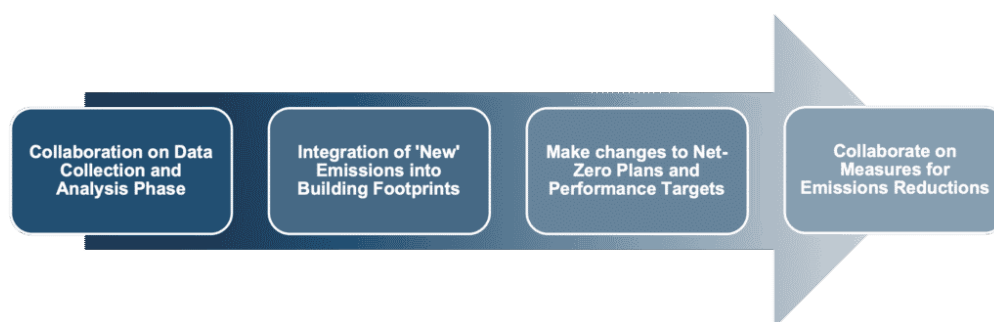 Collaboration on Data
Collection and
Analysis Phase
Integration of 'New'
Emissions into
Building Footprints
Make changes to Net-
Zero Plans and
Performance Targets
Collaborate on
Measures for
Emissions Reductions